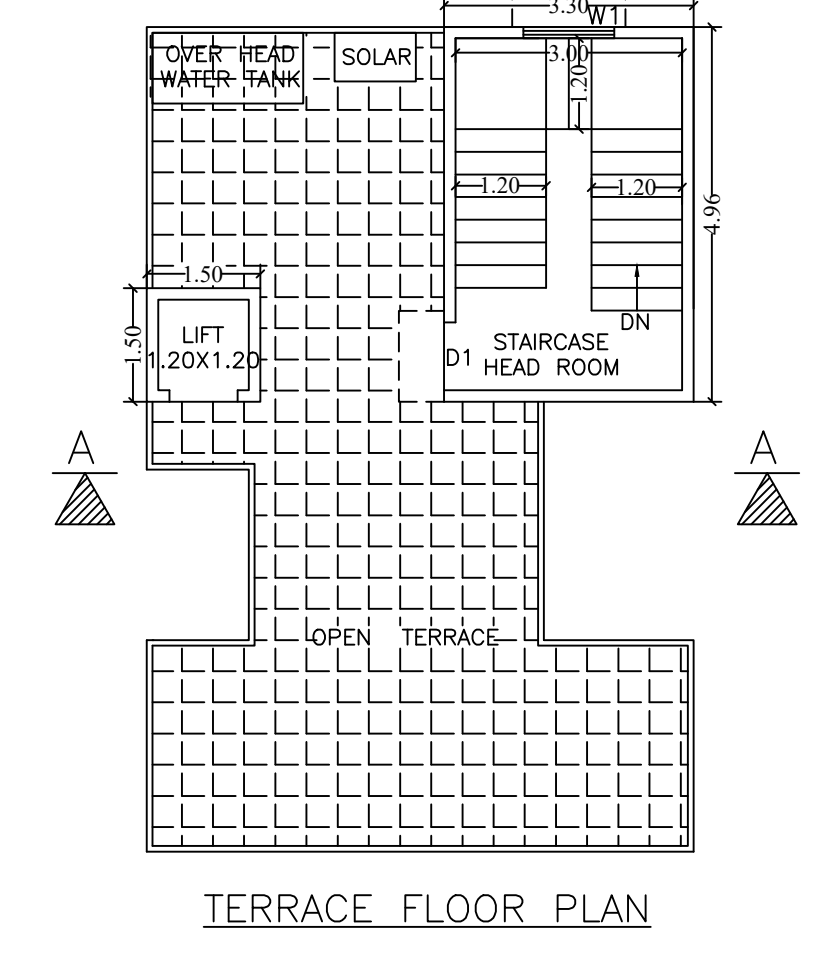 3.30
W1
OVER HEAD
WATER TANK
SOLAR
3.00
1.20
1.20
1.20
4.96
1.50
1.50
LIFT
1.20X1.20
DN
D1
STAIRCASE
HEAD ROOM
A
A
OPEN TERRACE
TERRACE FLOOR PLAN